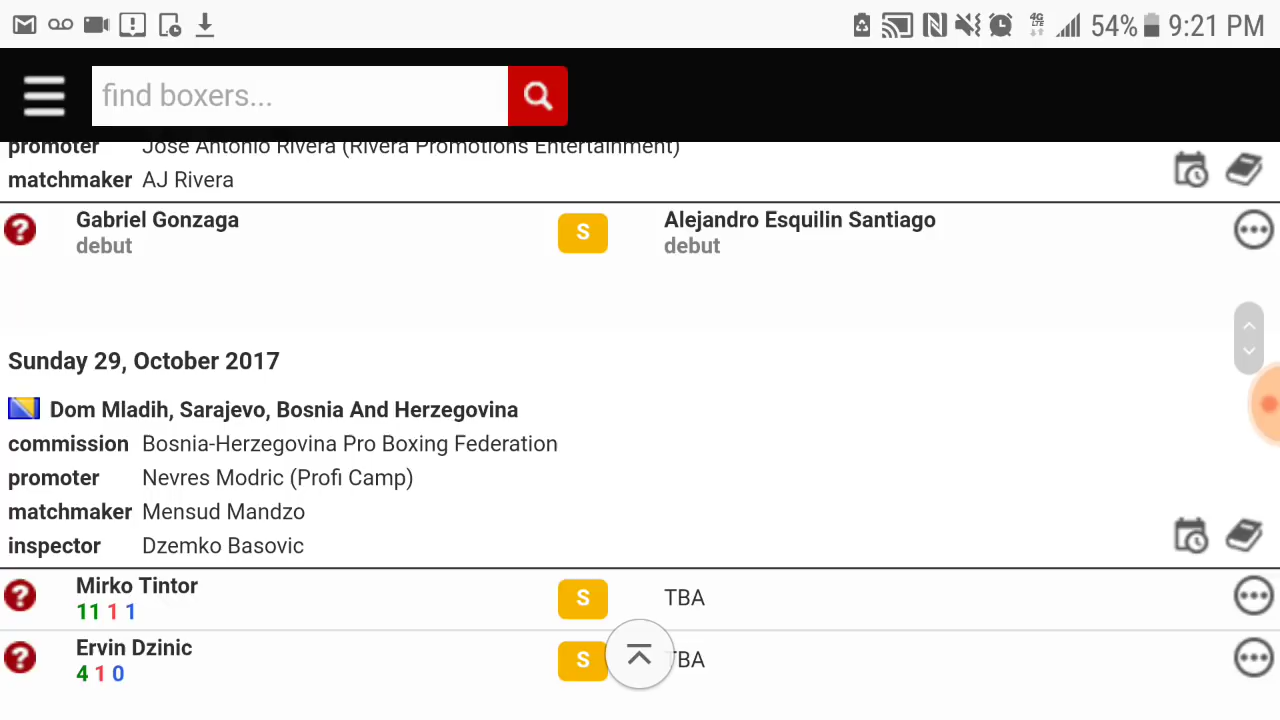 54% 9:21 PM
find boxers...
promoter Jose Antonio Rivera (Rivera Promotions Entertainment)
matchmaker AJ Rivera
Gabriel Gonzaga S Alejandro Esquilin Santiago
debut debut
Sunday 29, October 2017
Dom Mladih, Sarajevo, Bosnia And Herzegovina
commission Bosnia-Herzegovina Pro Boxing Federation
promoter Nevres Modric (Profi Camp)
matchmaker Mensud Mandzo
inspector Dzemko Basovic
Mirko Tintor S TBA
11 1 1
Ervin Dzinic S TBA
4 1 0